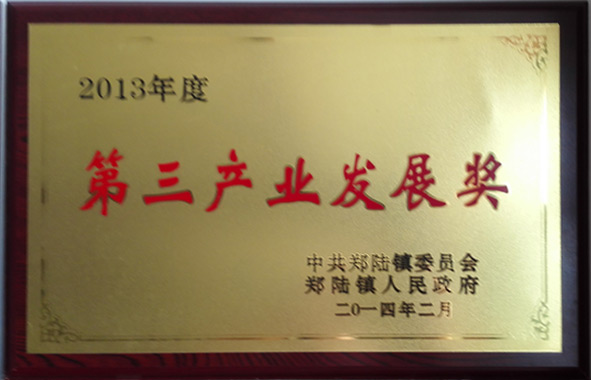 2013年度
第三产业发展奖
中共郑陆镇委员会
郑陆镇人民政府
二0一四年二月